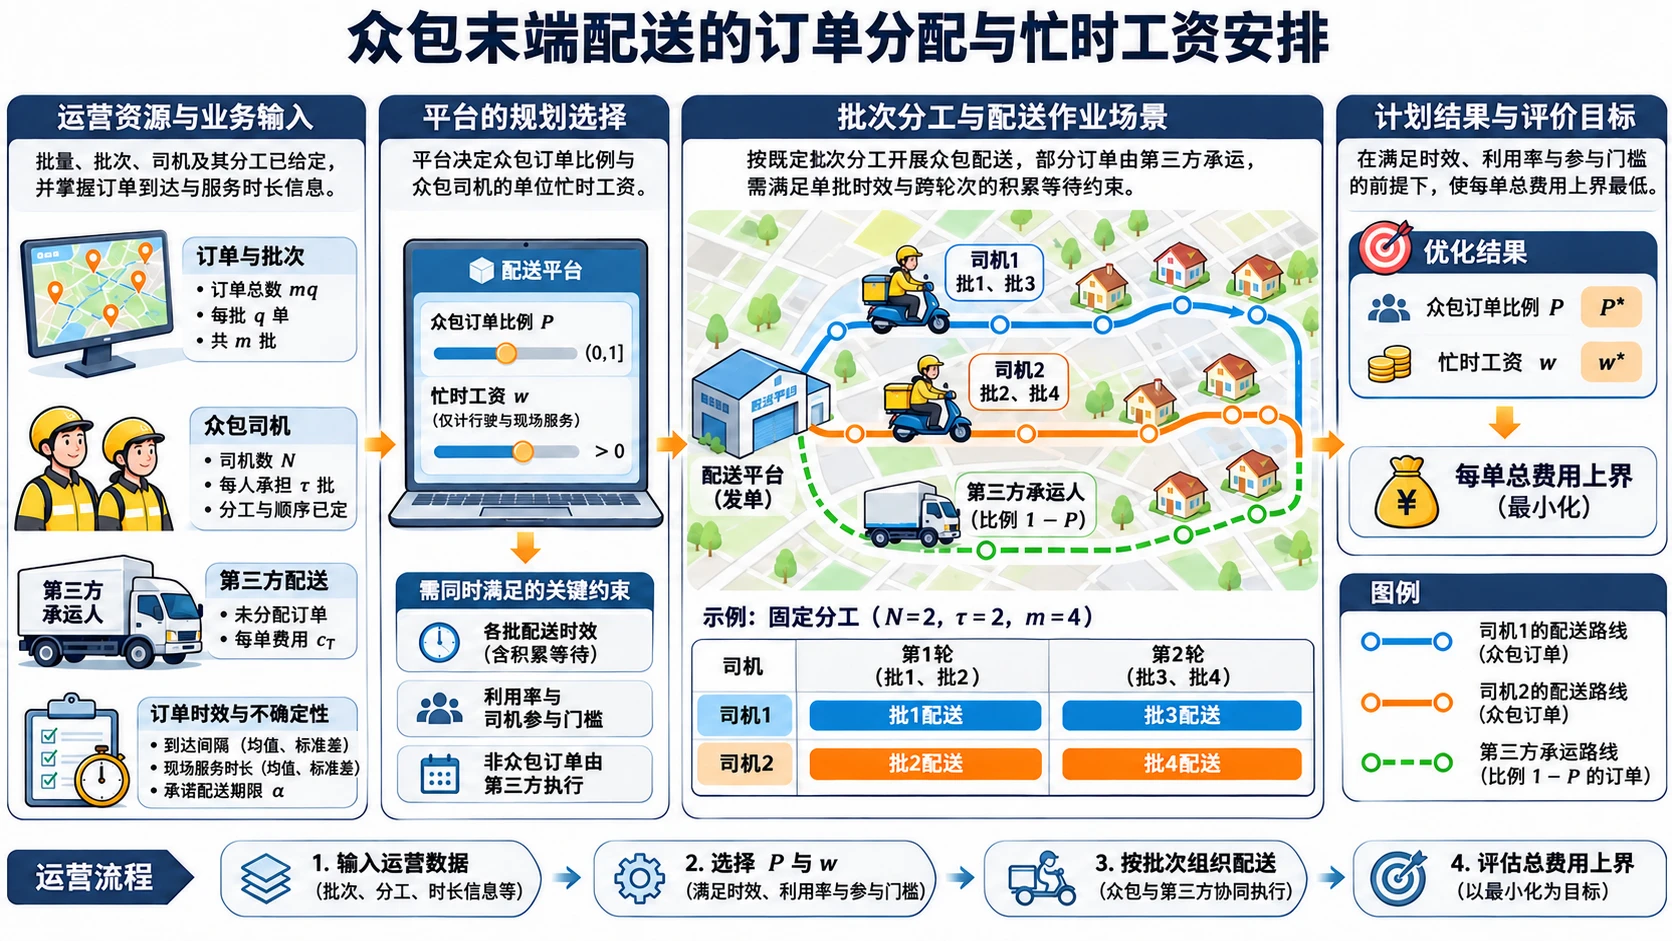 众包末端配送的订单分配与忙时工资安排
运营资源与业务输入
批量、批次、司机及其分工已给定，
并掌握订单到达与服务时长信息。
订单与批次
• 订单总数 mq
• 每批 q 单
• 共 m 批
众包司机
• 司机数 N
• 每人承担 τ 批
• 分工与顺序已定
第三方
承运人
第三方配送
• 未分配订单
• 每单费用 c_T
订单时效与不确定性
• 到达间隔（均值、标准差）
• 现场服务时长（均值、标准差）
• 承诺配送期限 α
平台的规划选择
平台决定众包订单比例与
众包司机的单位忙时工资。
配送平台
众包订单比例 P
(0,1]
忙时工资 w
（仅计行驶与现场服务）
> 0
需同时满足的关键约束
各批配送时效
（含积累等待）
利用率与
司机参与门槛
非众包订单由
第三方执行
批次分工与配送作业场景
按既定批次分工开展众包配送，部分订单由第三方承运，
需满足单批时效与跨轮次的积累等待约束。
司机1
批1、批3
司机2
批2、批4
配送平台
配送平台
（发单）
第三方承运人
（比例 1 − P）
示例：固定分工（N=2, τ=2, m=4）
司机
第1轮
（批1、批2）
第2轮
（批3、批4）
司机1
批1配送
批3配送
司机2
批2配送
批4配送
计划结果与评价目标
在满足时效、利用率与参与门槛
的前提下，使每单总费用上界最低。
优化结果
众包订单比例 P
P*
忙时工资 w
w*
每单总费用上界
（最小化）
图例
司机1的配送路线
（众包订单）
司机2的配送路线
（众包订单）
第三方承运路线
（比例 1 − P 的订单）
运营流程
1. 输入运营数据
（批次、分工、时长信息等）
2. 选择 P 与 w
（满足时效、利用率与参与门槛）
3. 按批次组织配送
（众包与第三方协同执行）
4. 评估总费用上界
（以最小化为目标）